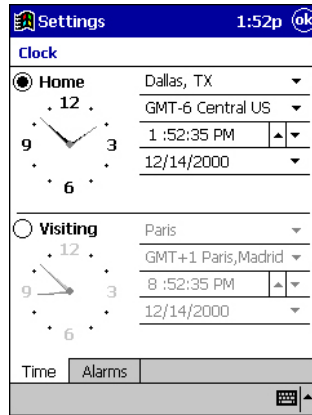 Settings 1:52p ok
Clock
Home Dallas, TX
GMT-6 Central US
1 :52:35 PM
12/14/2000
12
9 3
6
Visiting Paris
GMT+1 Paris,Madrid
8 :52:35 PM
12/14/2000
12
9 3
6
Time Alarms